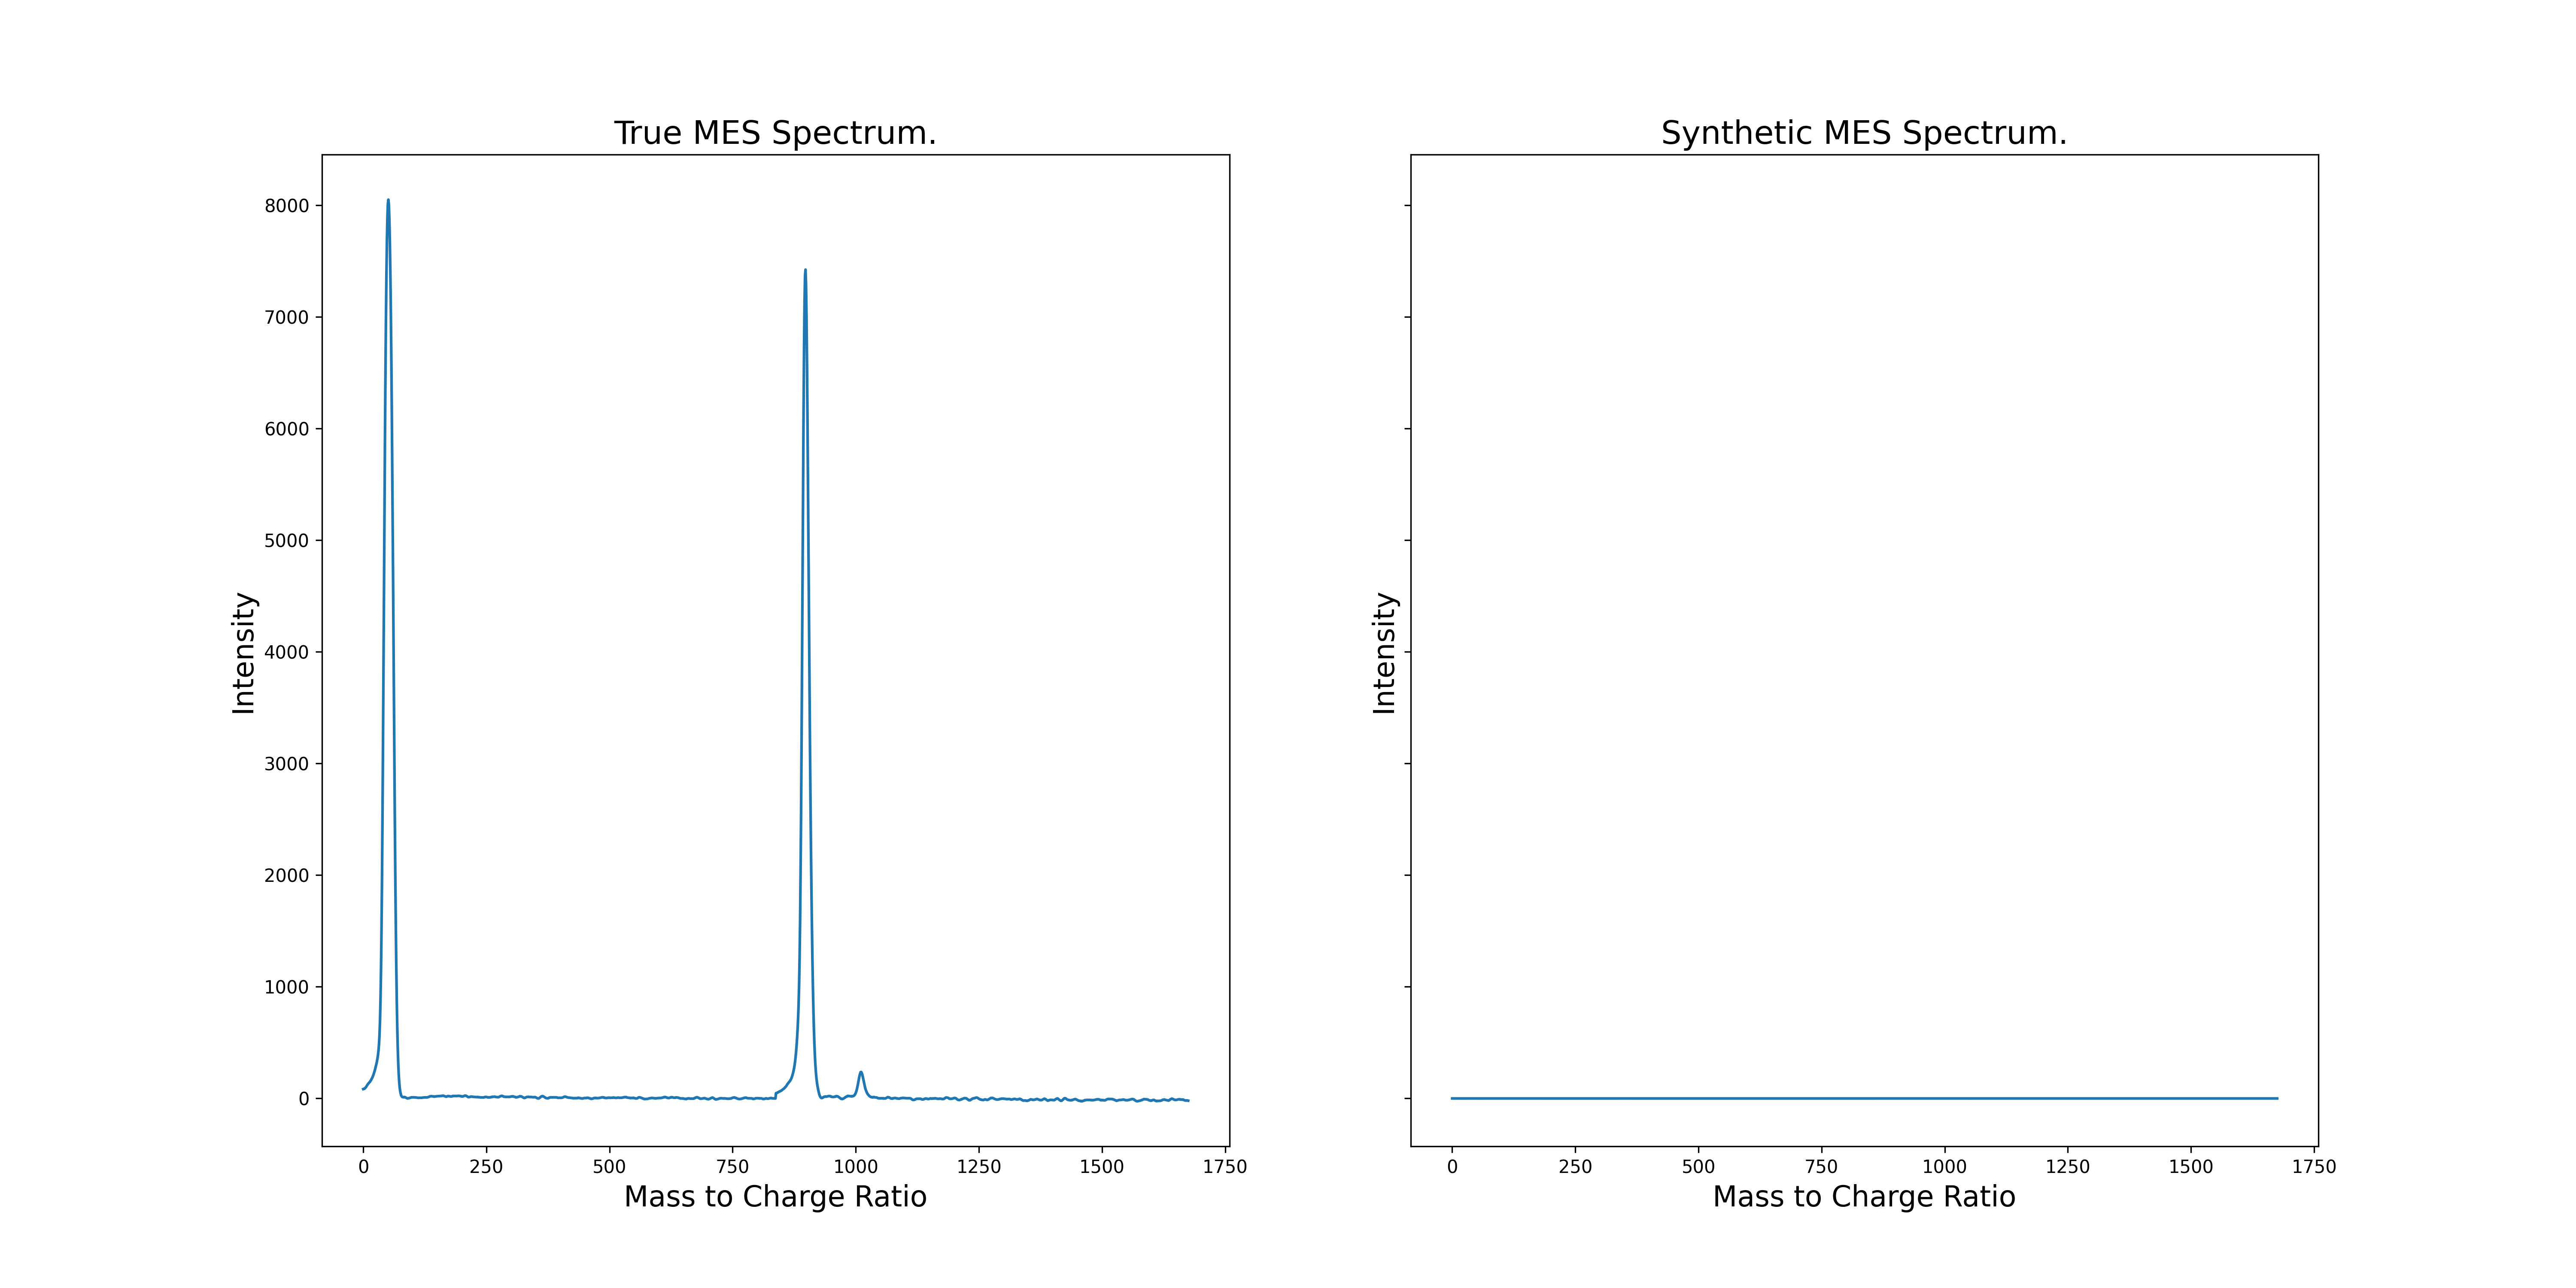 True MES Spectrum.
Intensity
8000
7000
6000
5000
4000
3000
2000
1000
0
0 250 500 750 1000 1250 1500 1750
Mass to Charge Ratio
Synthetic MES Spectrum.
Intensity
0 250 500 750 1000 1250 1500 1750
Mass to Charge Ratio